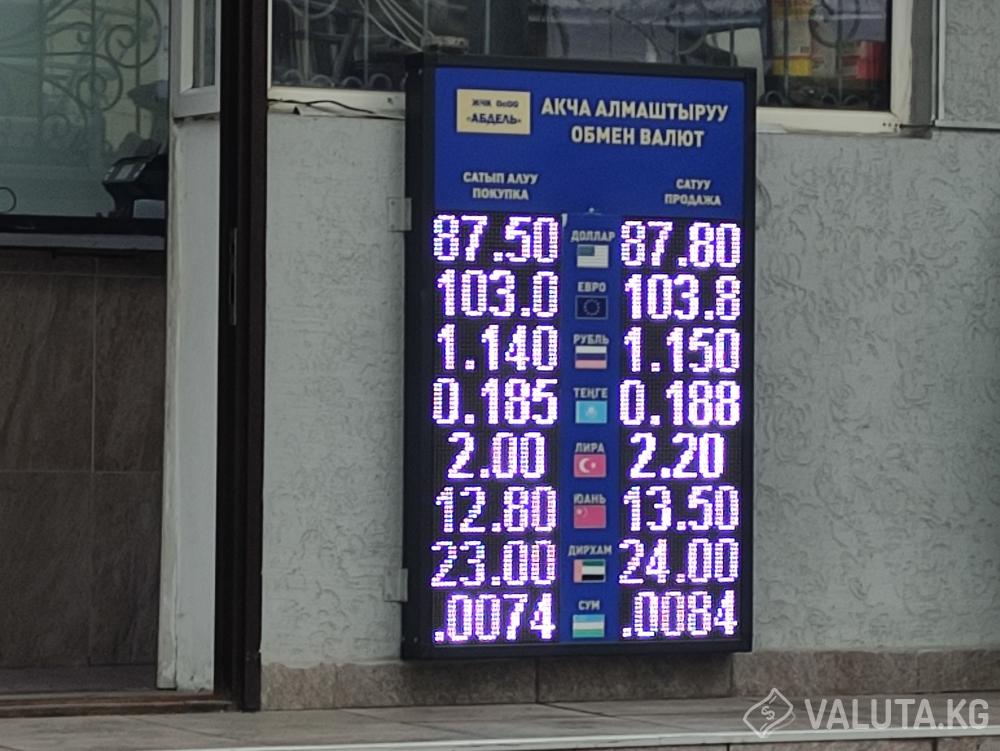 ЖЧК ОсОО
«АБДЕЛЬ»
АКЧА АЛМАШТЫРУУ
ОБМЕН ВАЛЮТ
САТЫП АЛУУ
ПОКУПКА
САТУУ
ПРОДАЖА
87.50 ДОЛЛАР 87.80
103.0 ЕВРО 103.8
1.140 РУБЛЬ 1.150
0.185 ТЕҢГЕ 0.188
2.00 ЛИРА 2.20
12.80 ЮАНЬ 13.50
23.00 ДИРХАМ 24.00
.0074 СУМ .0084
VALUTA.KG